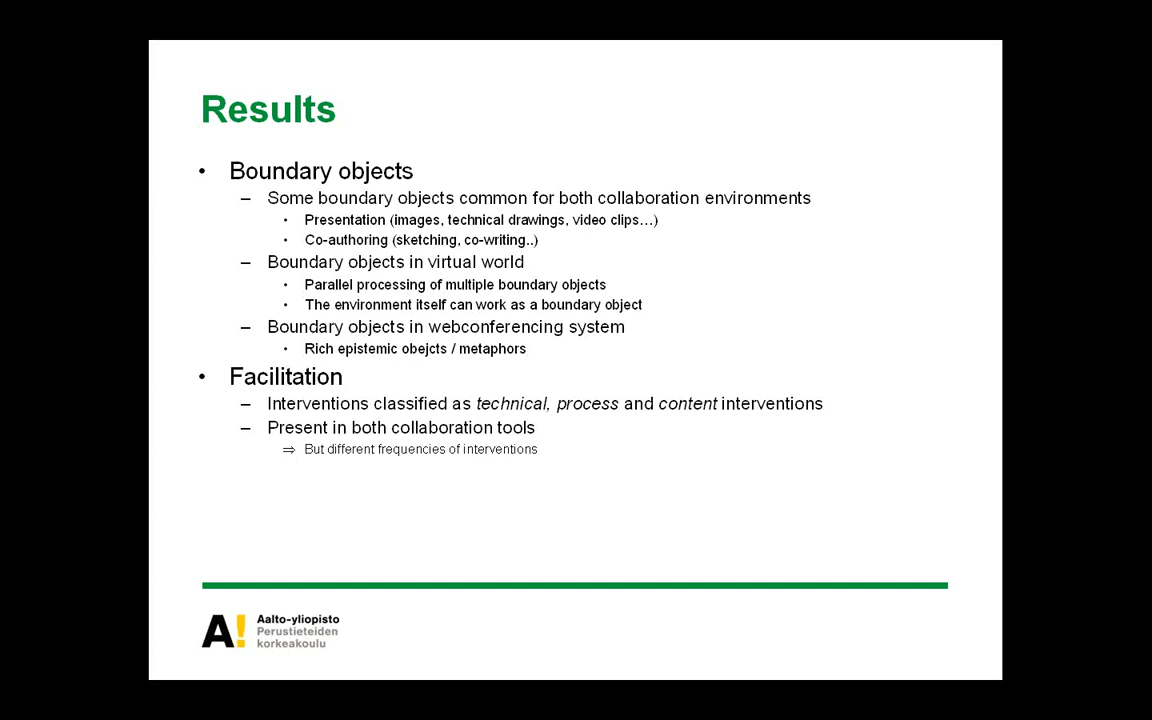 Results
• Boundary objects
– Some boundary objects common for both collaboration environments
• Presentation (images, technical drawings, video clips…)
• Co-authoring (sketching, co-writing..)
– Boundary objects in virtual world
• Parallel processing of multiple boundary objects
• The environment itself can work as a boundary object
– Boundary objects in webconferencing system
• Rich epistemic obejcts / metaphors
• Facilitation
– Interventions classified as technical, process and content interventions
– Present in both collaboration tools
⇒ But different frequencies of interventions
A! Aalto-yliopisto
Perustieteiden
korkeakoulu